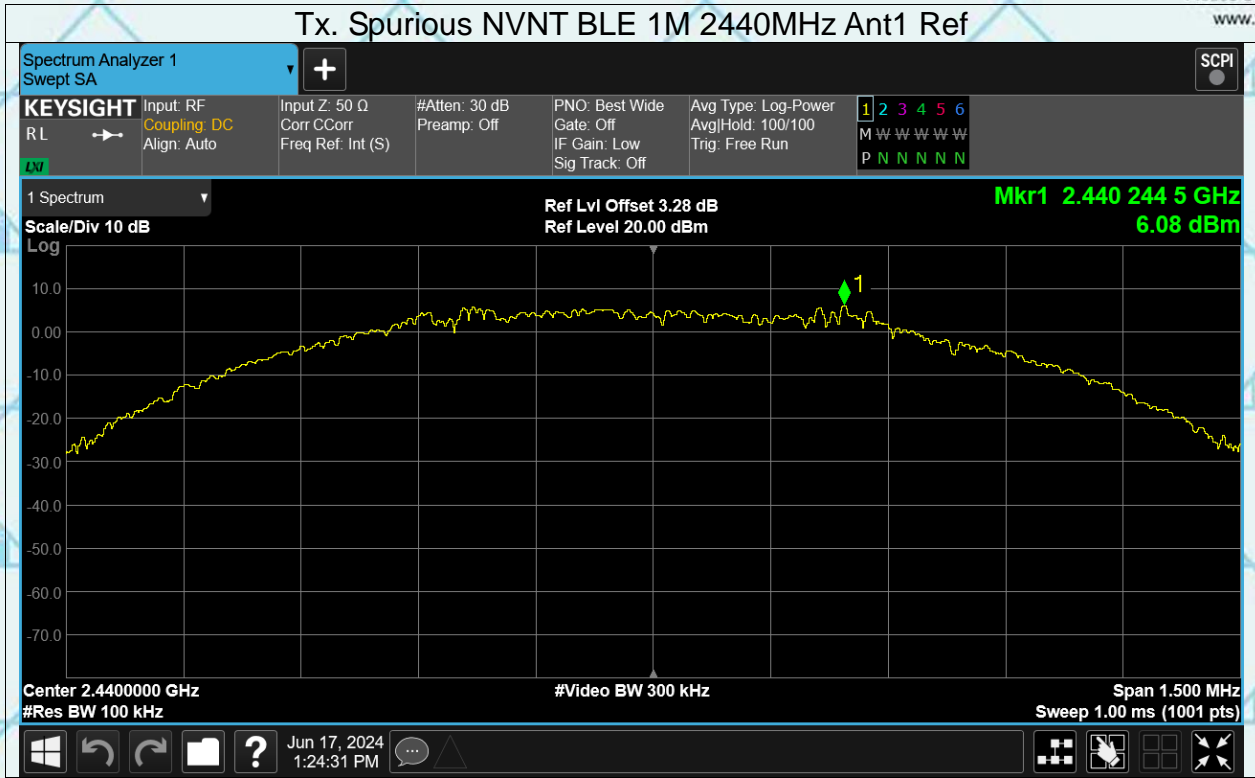 www.
Tx. Spurious NVNT BLE 1M 2440MHz Ant1 Ref
Spectrum Analyzer 1
Swept SA
+
SCPI
KEYSIGHT
R L
LXI
Input: RF
Coupling: DC
Align: Auto
Input Z: 50 Ω
Corr CCorr
Freq Ref: Int (S)
#Atten: 30 dB
Preamp: Off
PNO: Best Wide
Gate: Off
IF Gain: Low
Sig Track: Off
Avg Type: Log-Power
Avg|Hold: 100/100
Trig: Free Run
1 2 3 4 5 6
M W W W W W
P N N N N N
1 Spectrum
Scale/Div 10 dB
Ref Lvl Offset 3.28 dB
Ref Level 20.00 dBm
Mkr1 2.440 244 5 GHz
6.08 dBm
Log
1
10.0
0.00
-10.0
-20.0
-30.0
-40.0
-50.0
-60.0
-70.0
Center 2.4400000 GHz
#Res BW 100 kHz
#Video BW 300 kHz
Span 1.500 MHz
Sweep 1.00 ms (1001 pts)
?
Jun 17, 2024
1:24:31 PM